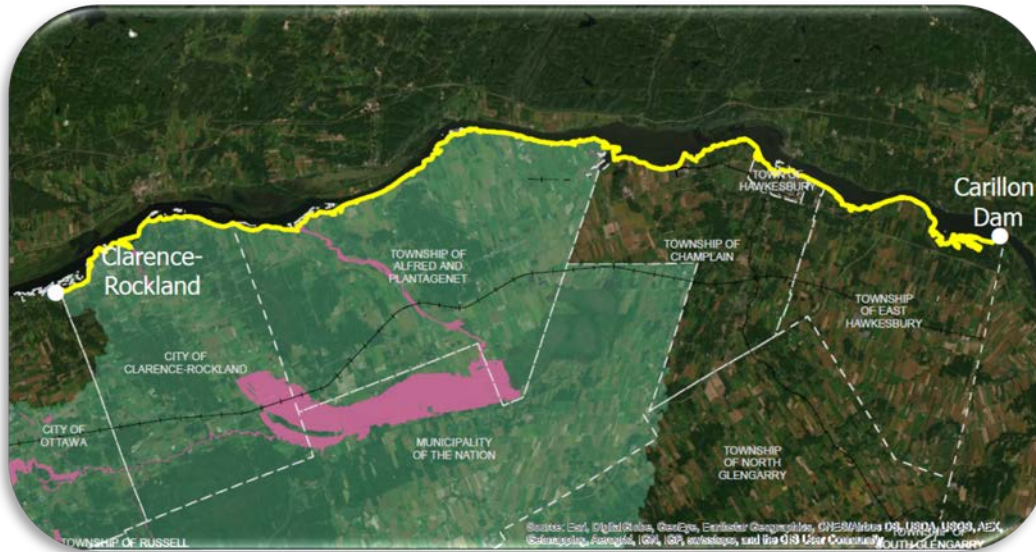 TOWN OF
HAWKESBURY
Carillon
Dam
Clarence-
Rockland
TOWNSHIP OF
ALFRED AND
PLANTAGENET
TOWNSHIP OF
CHAMPLAIN
TOWNSHIP
OF EAST
HAWKESBURY
CITY OF
CLARENCE-ROCKLAND
CITY OF
OTTAWA
MUNICIPALITY
OF THE NATION
TOWNSHIP
OF NORTH
GLENGARRY
TOWNSHIP OF RUSSELL
TOWNSHIP OF
SOUTH GLENGARRY
Source: Esri, DigitalGlobe, GeoEye, Earthstar Geographics, CNES/Airbus DS, USDA, USGS, AEX,
Getmapping, Aerogrid, IGN, IGP, swisstopo, and the GIS User Community